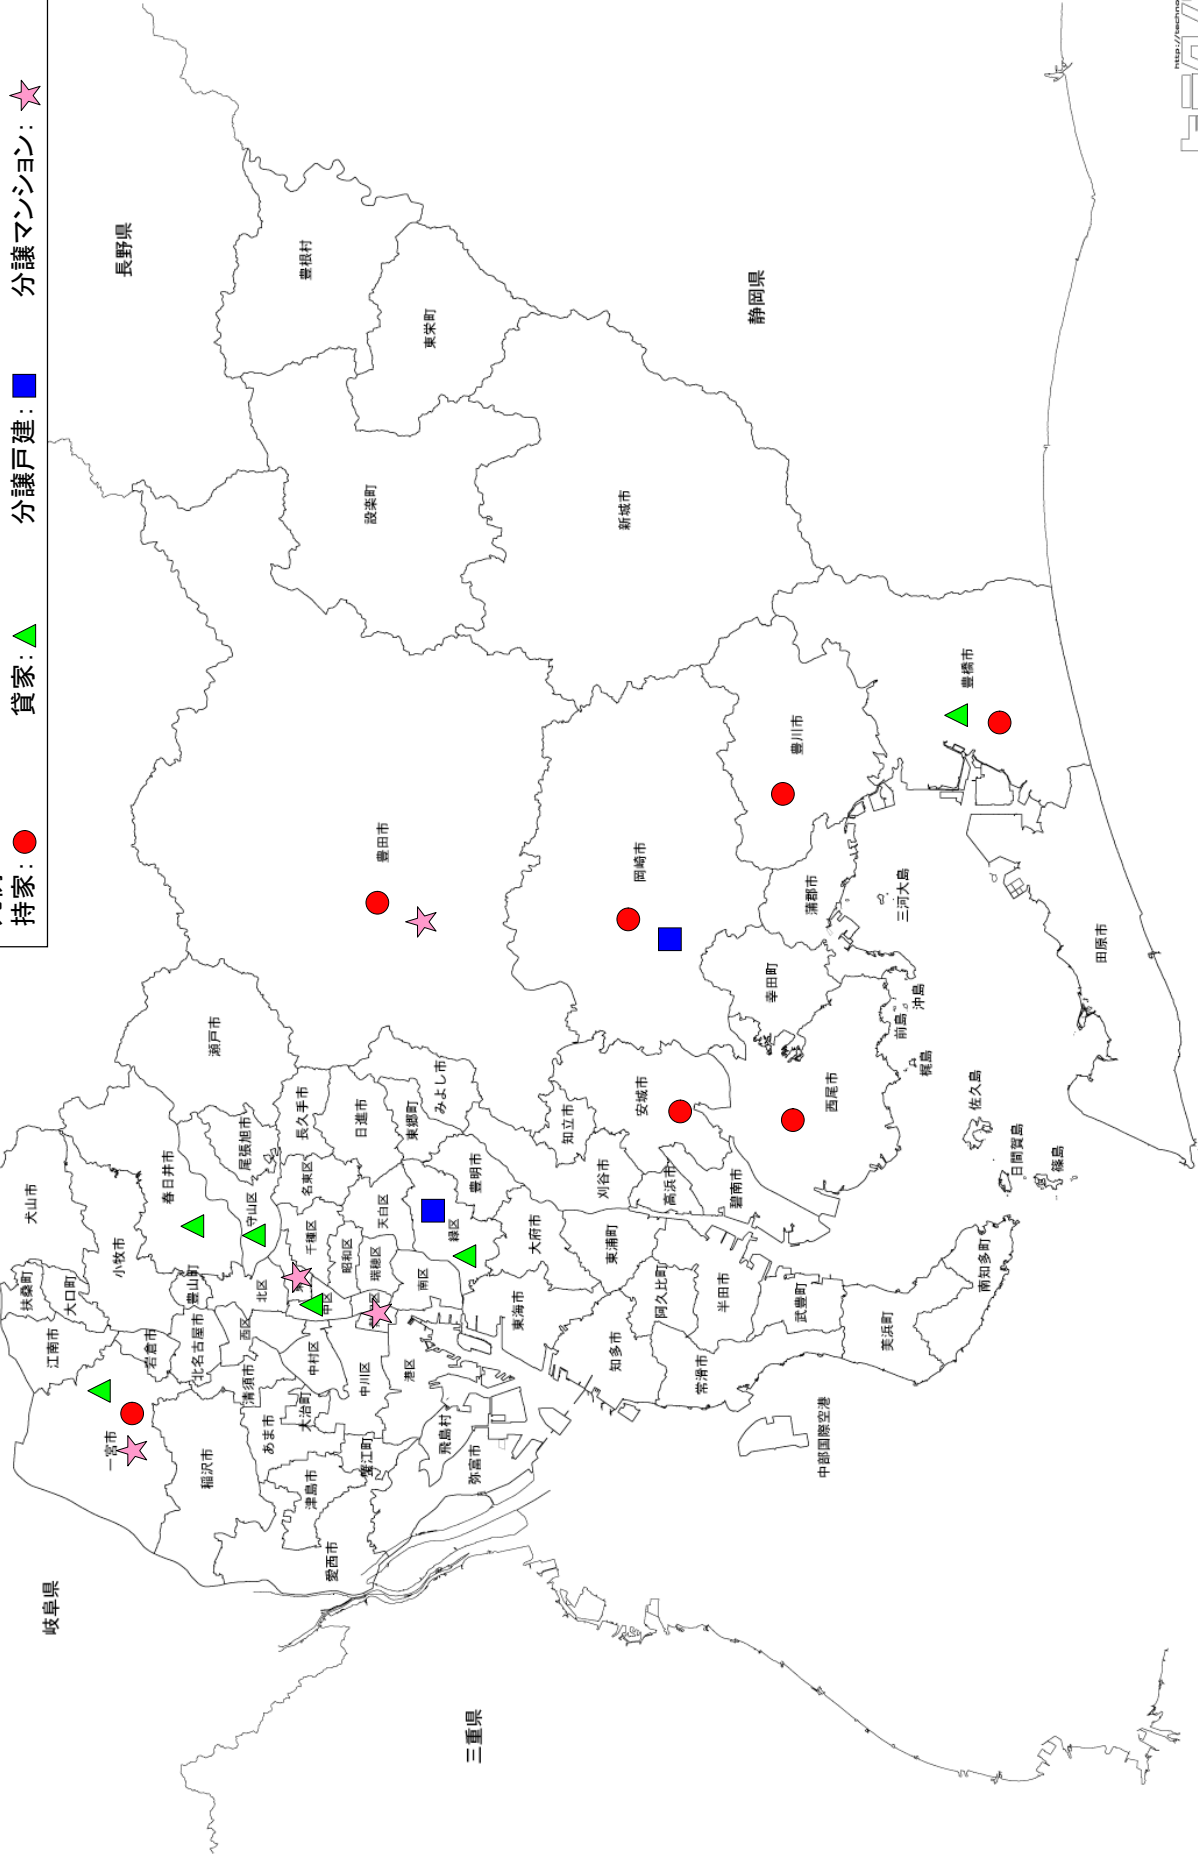 持家：
貸家：
分譲戸建：
分譲マンション：
岐阜県
長野県
静岡県
三重県
犬山市
扶桑町
大口町
江南市
小牧市
一宮市
岩倉市
豊山町
春日井市
北名古屋市
稲沢市
瀬戸市
尾張旭市
守山区
北区
西区
清須市
あま市
大治町
津島市
愛西市
蟹江町
長久手市
名東区
千種区
中区
中村区
昭和区
日進市
天白区
瑞穂区
中川区
港区
南区
東郷町
みよし市
豊田市
緑区
豊明市
飛島村
弥富市
東海市
大府市
豊根村
東栄町
設楽町
新城市
岡崎市
知立市
刈谷市
安城市
高浜市
碧南市
東浦町
知多市
阿久比町
半田市
常滑市
武豊町
美浜町
南知多町
中部国際空港
幸田町
西尾市
蒲郡市
豊川市
豊橋市
田原市
三河大島
沖島
前島
梶島
佐久島
日間賀島
篠島
http://techno